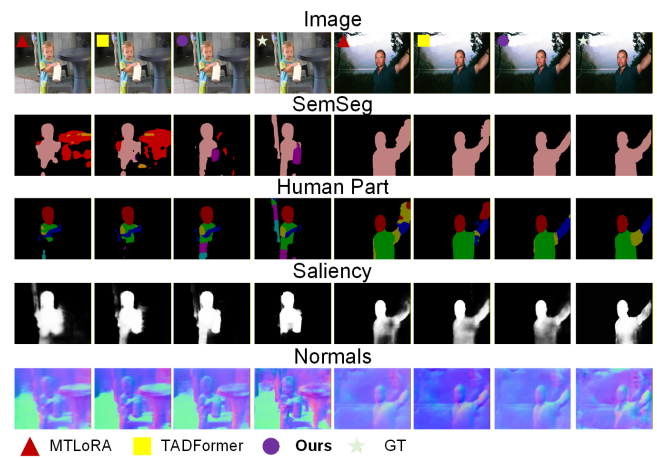 Image
SemSeg
Human Part
Saliency
Normals
MTLoRA TADFormer Ours GT